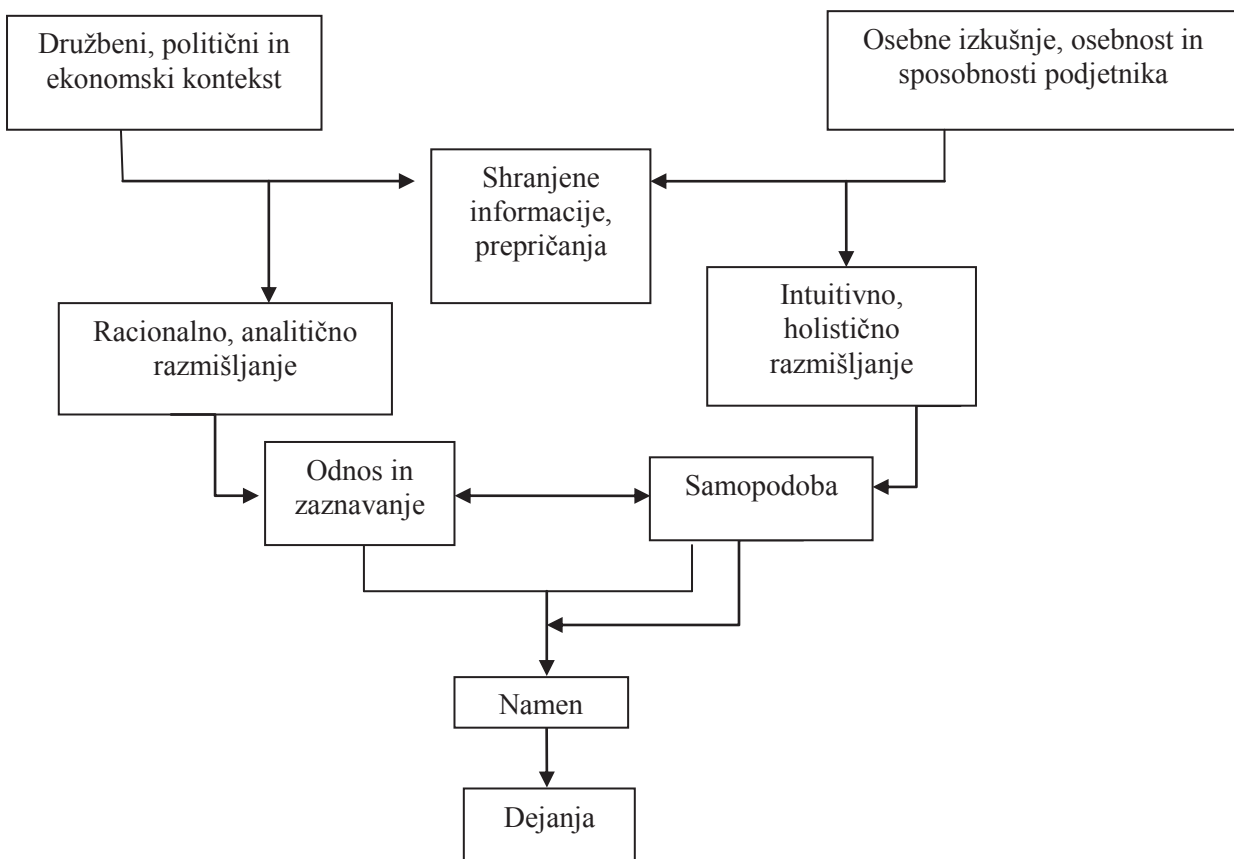 Družbeni, politični in
ekonomski kontekst
Osebne izkušnje, osebnost in
sposobnosti podjetnika
Shranjene
informacije,
prepričanja
Racionalno, analitično
razmišljanje
Intuitivno,
holistično
razmišljanje
Odnos in
zaznavanje
Samopodoba
Namen
Dejanja